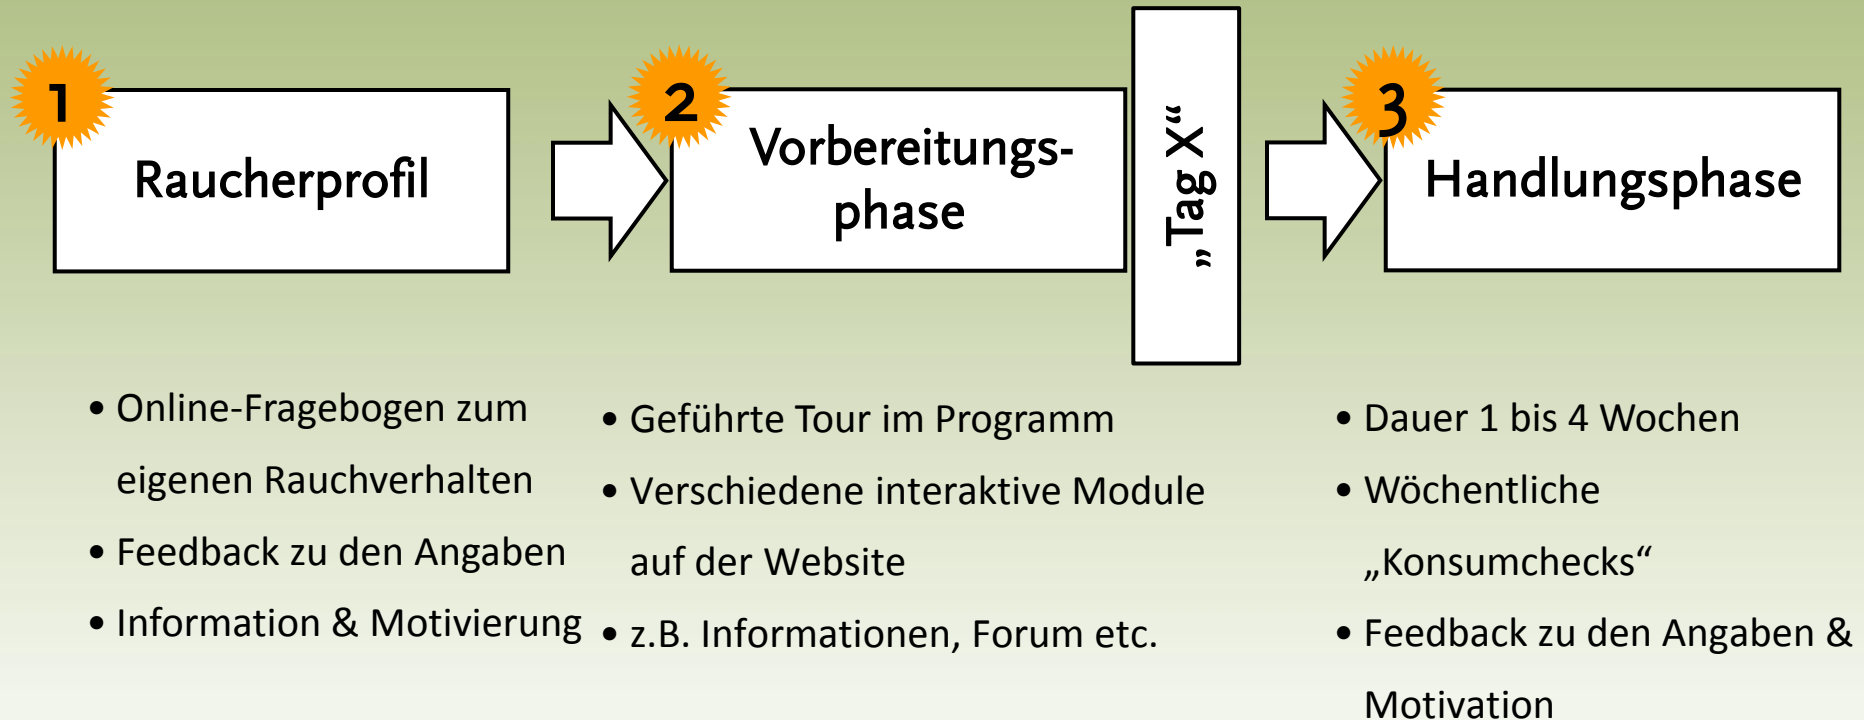 1
Raucherprofil
2
Vorbereitungs-
phase
„Tag X“
3
Handlungsphase
• Online-Fragebogen zum
eigenen Rauchverhalten
• Feedback zu den Angaben
• Information & Motivierung
• Geführte Tour im Programm
• Verschiedene interaktive Module
auf der Website
• z.B. Informationen, Forum etc.
• Dauer 1 bis 4 Wochen
• Wöchentliche
„Konsumchecks“
• Feedback zu den Angaben &
Motivation